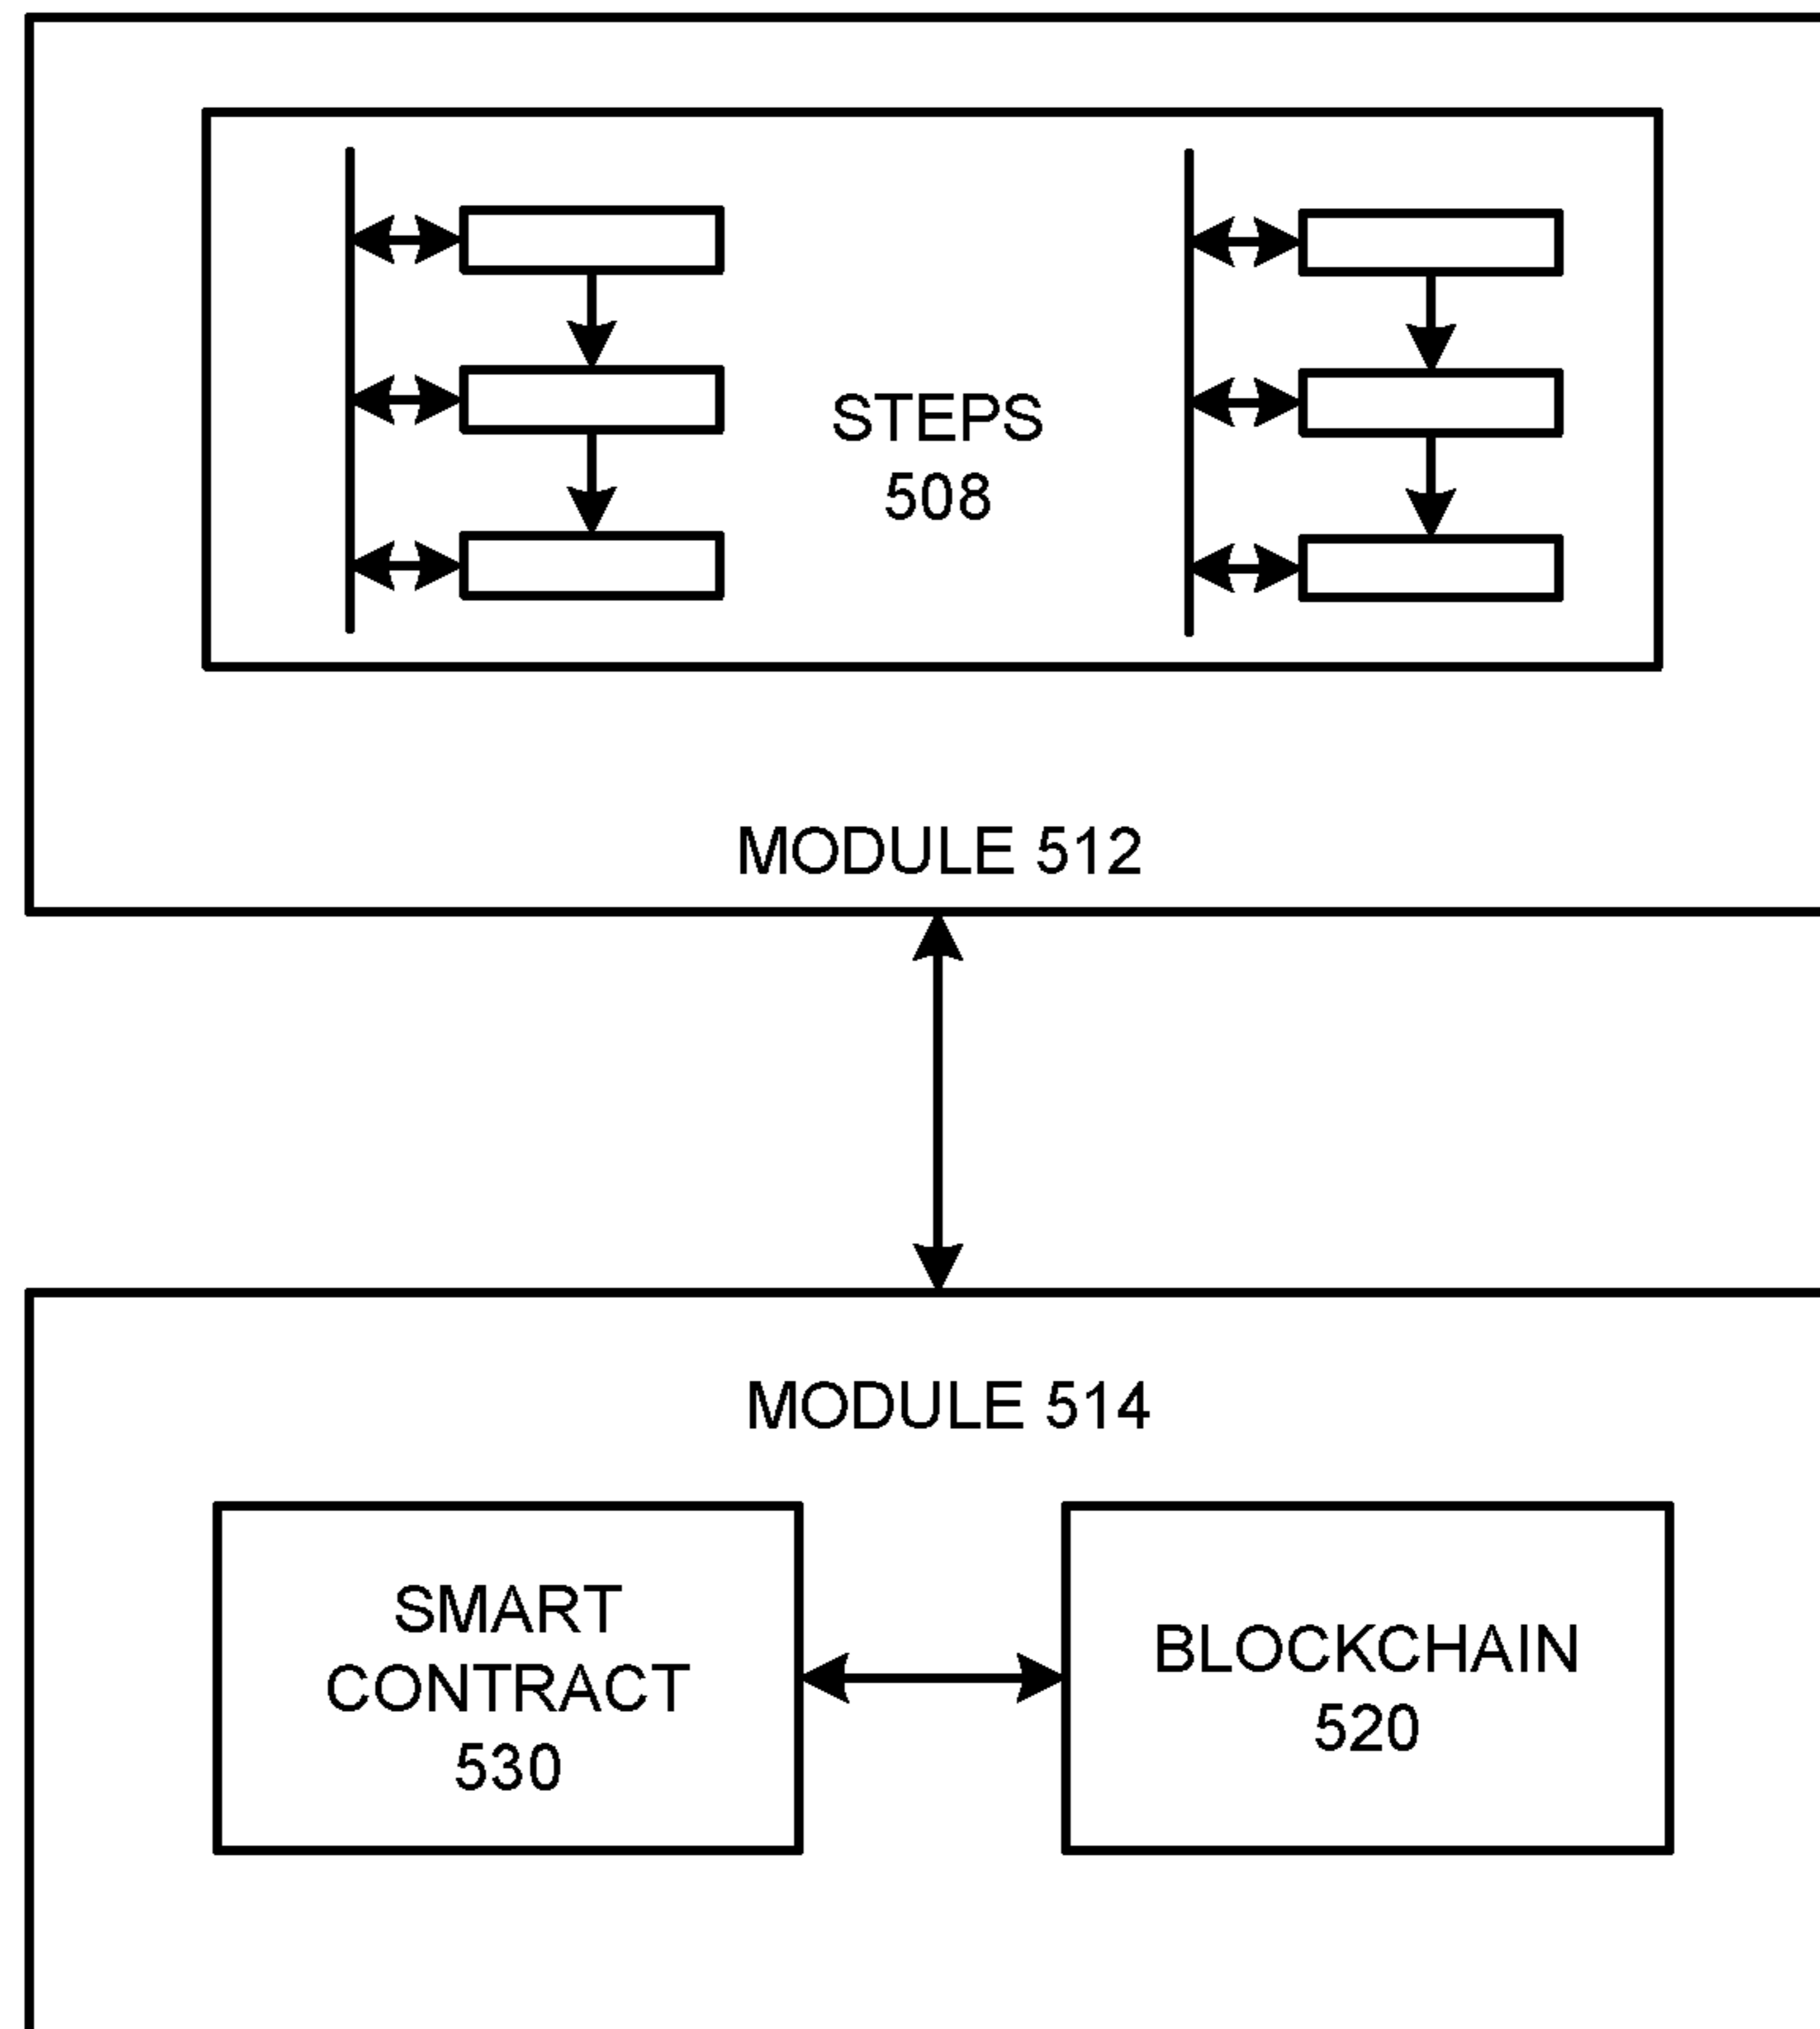 STEPS
508
MODULE 512
MODULE 514
SMART
CONTRACT
530
BLOCKCHAIN
520